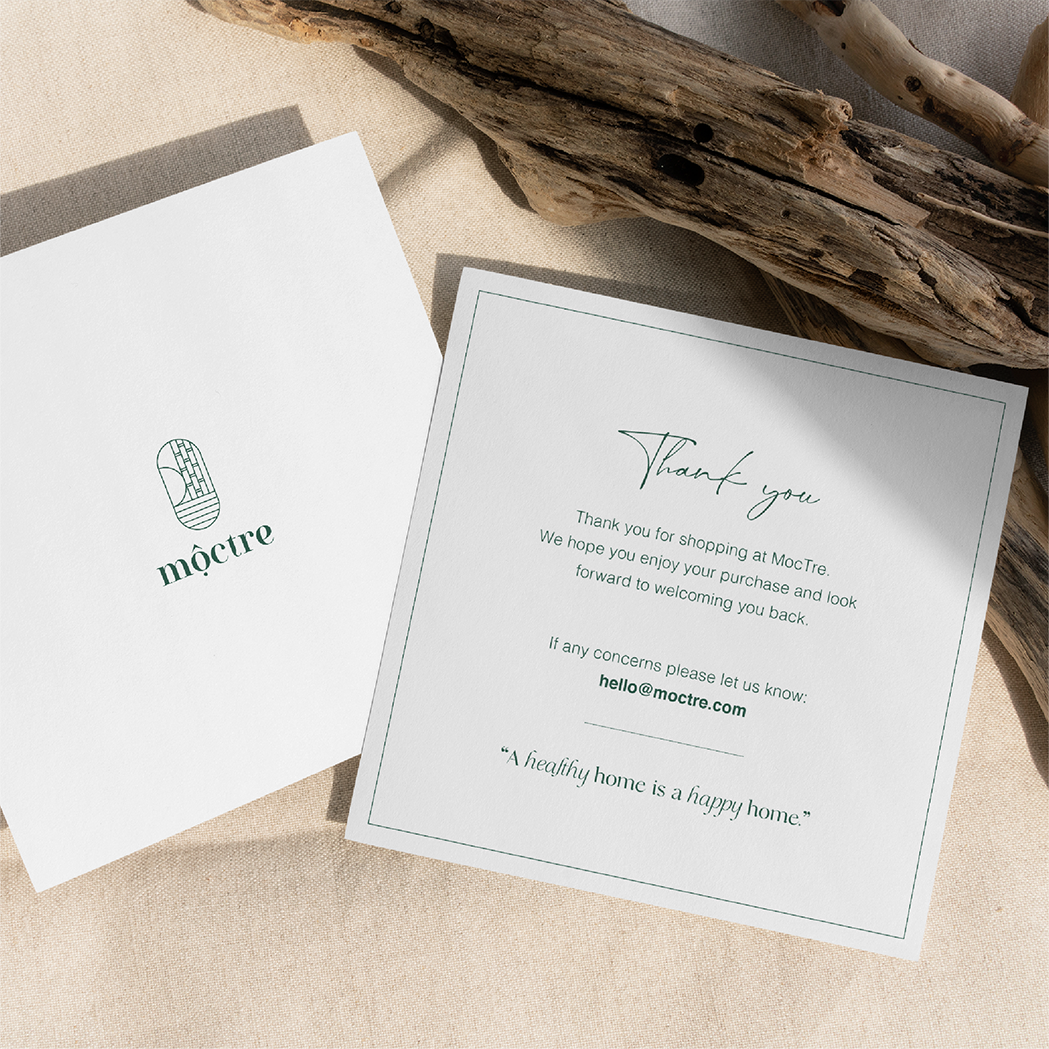 mộctre
Thank you
Thank you for shopping at MocTre.
We hope you enjoy your purchase and look
forward to welcoming you back.
If any concerns please let us know:
hello@moctre.com
“A healthy home is a happy home.”